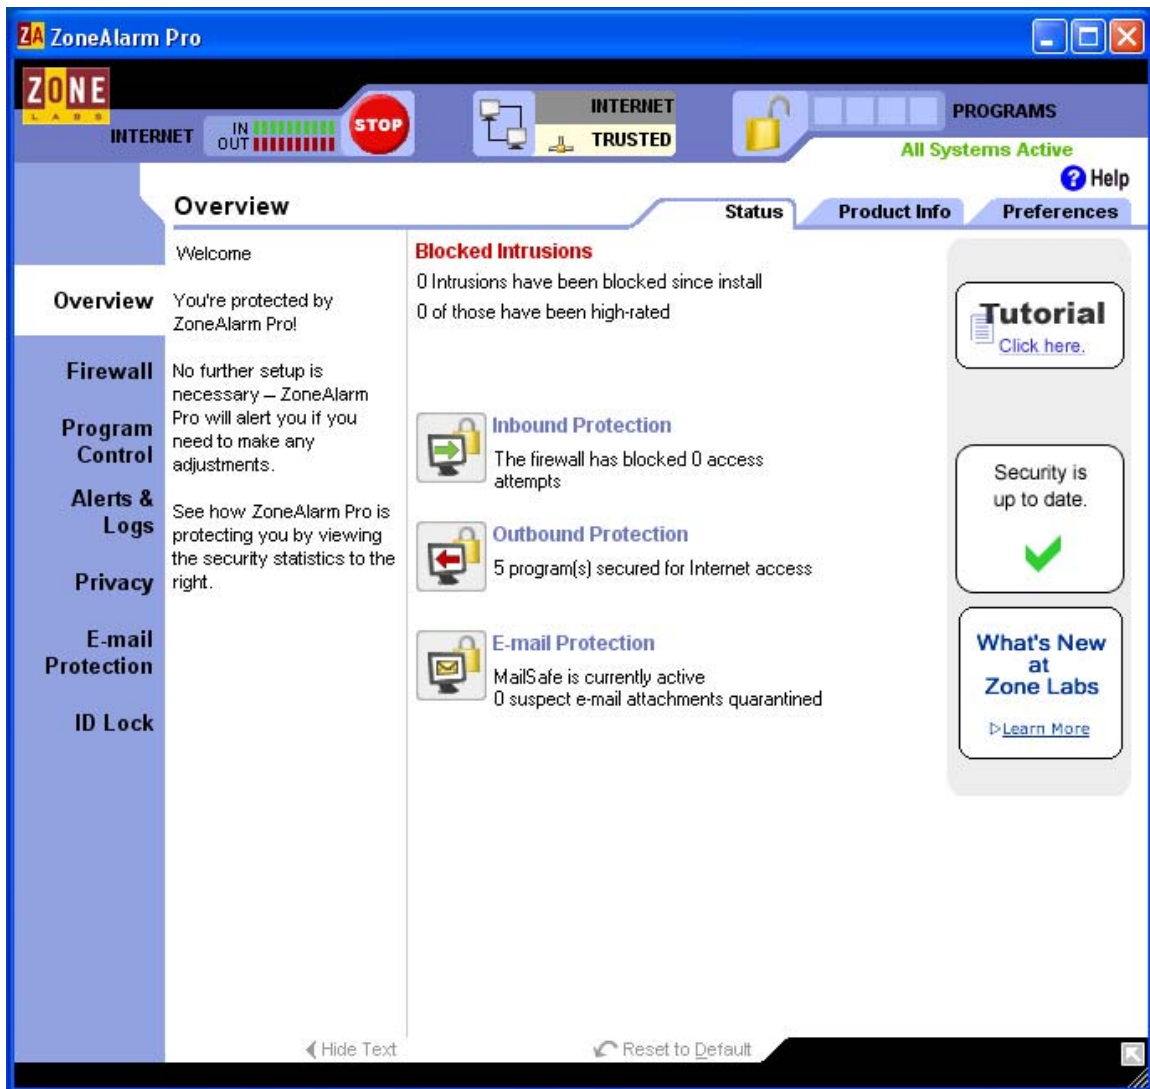 ZA ZoneAlarm Pro
ZONE
LABS
INTERNET
IN
OUT
STOP
INTERNET
TRUSTED
PROGRAMS
All Systems Active
? Help
Overview
Status
Product Info
Preferences
Overview
Firewall
Program
Control
Alerts &
Logs
Privacy
E-mail
Protection
ID Lock
Welcome
You're protected by
ZoneAlarm Pro!
No further setup is
necessary – ZoneAlarm
Pro will alert you if you
need to make any
adjustments.
See how ZoneAlarm Pro is
protecting you by viewing
the security statistics to the
right.
Blocked Intrusions
0 Intrusions have been blocked since install
0 of those have been high-rated
Inbound Protection
The firewall has blocked 0 access
attempts
Outbound Protection
5 program(s) secured for Internet access
E-mail Protection
MailSafe is currently active
0 suspect e-mail attachments quarantined
Tutorial
Click here.
Security is
up to date.
What's New
at
Zone Labs
Learn More
Hide Text
Reset to Default